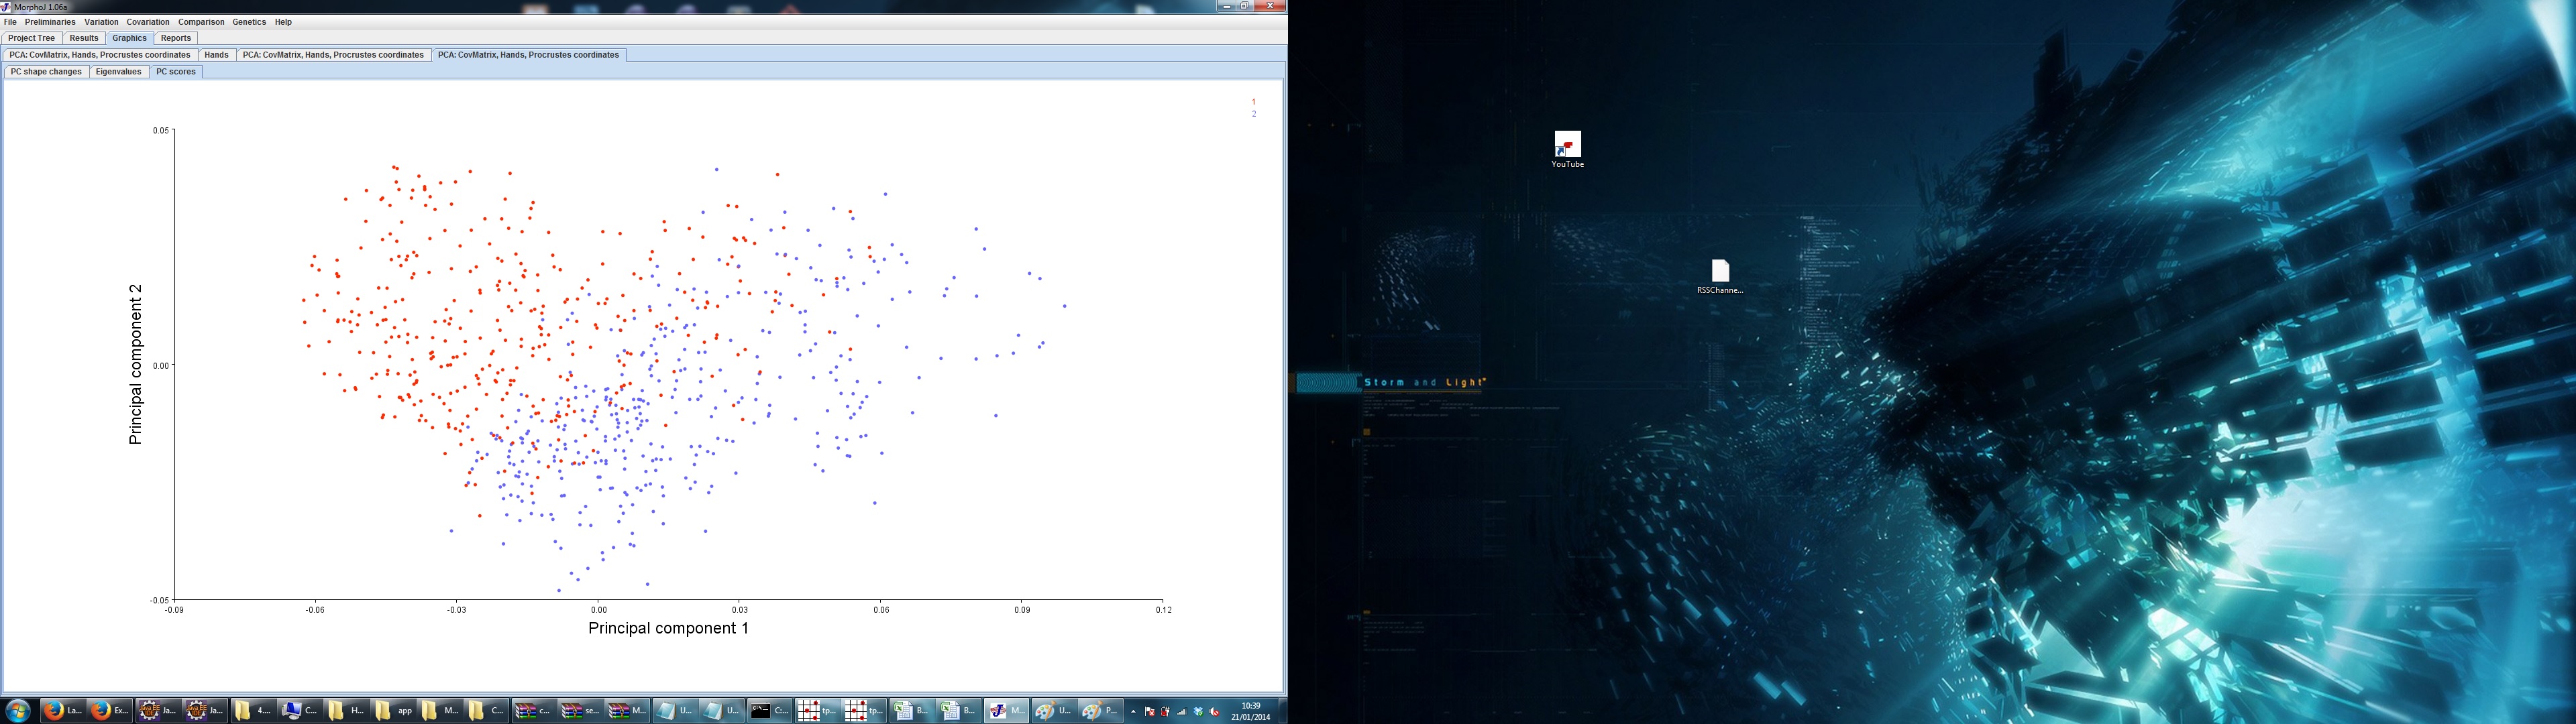 MorphoJ 1.06a
File Preliminaries Variation Covariation Comparison Genetics Help
Project Tree Results Graphics Reports
PCA: CovMatrix, Hands, Procrustes coordinates Hands PCA: CovMatrix, Hands, Procrustes coordinates PCA: CovMatrix, Hands, Procrustes coordinates
PC shape changes Eigenvalues PC scores
1
2
0.05
0.00
-0.05
Principal component 2
-0.09 -0.06 -0.03 0.00 0.03 0.06 0.09 0.12
Principal component 1
YouTube
RSSChanne...
Storm and Light
La... Ex... Ja... Ja... 4.... C... H... app M... C... c... se... M... U... U... C:... tp... tp... B... B... M... U... P...
10:39
21/01/2014